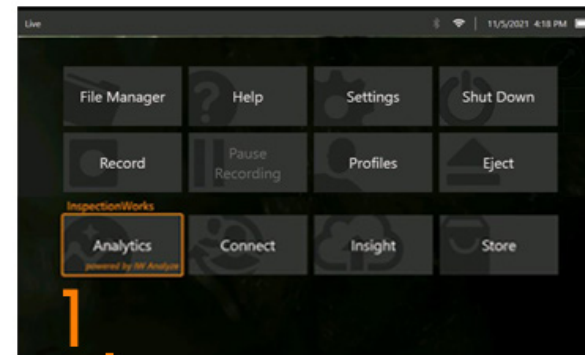 Live 11/5/2021 4:18 PM
File Manager Help Settings Shut Down
Record Pause Recording Profiles Eject
InspectionWorks
Analytics Connect Insight Store
powered by IW Analyze
1